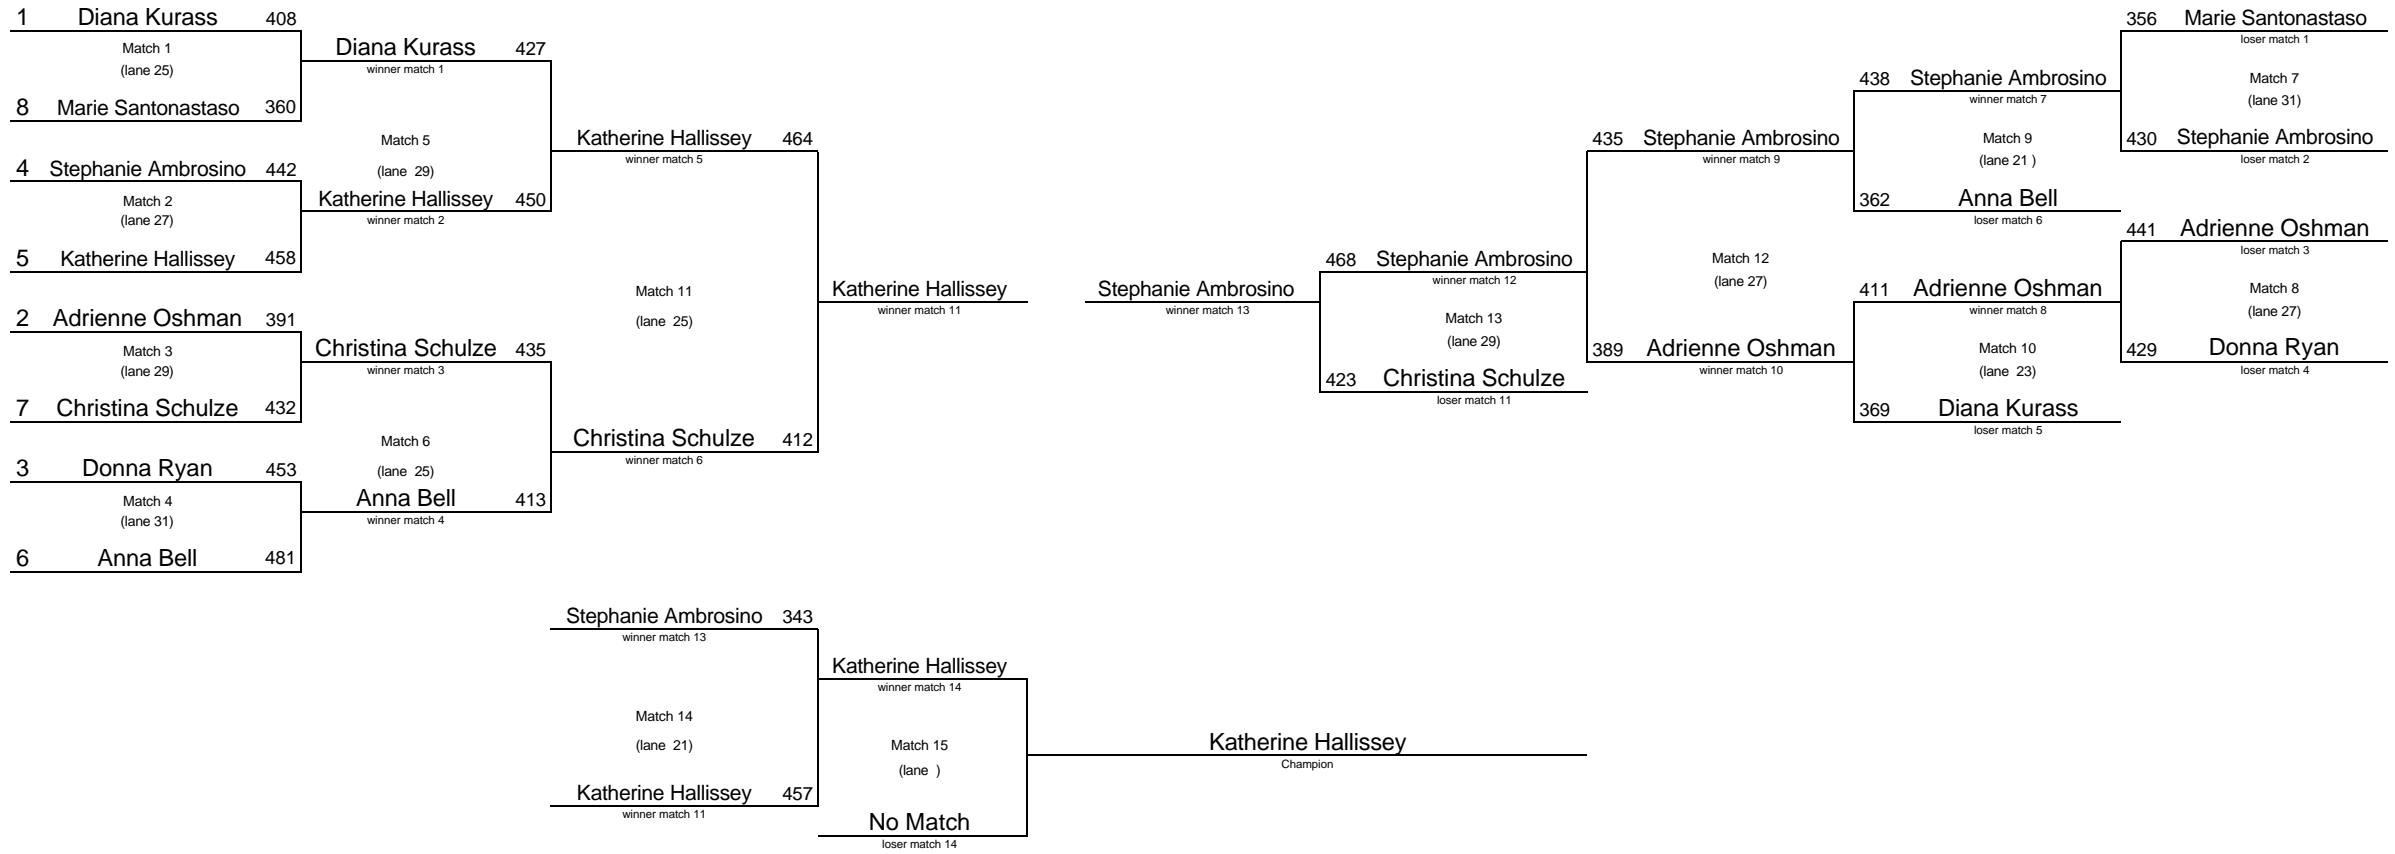 1 Diana Kurass 408
Match 1
(lane 25)
8 Marie Santonastaso 360
4 Stephanie Ambrosino 442
Match 2
(lane 27)
5 Katherine Hallissey 458
2 Adrienne Oshman 391
Match 3
(lane 29)
7 Christina Schulze 432
3 Donna Ryan 453
Match 4
(lane 31)
6 Anna Bell 481
Diana Kurass 427
winner match 1
Match 5
(lane 29)
Katherine Hallissey 450
winner match 2
Christina Schulze 435
winner match 3
Match 6
(lane 25)
Anna Bell 413
winner match 4
Katherine Hallissey 464
winner match 5
Match 11
(lane 25)
Christina Schulze 412
winner match 6
Katherine Hallissey
winner match 11
Stephanie Ambrosino
winner match 13
468 Stephanie Ambrosino
winner match 12
Match 13
(lane 29)
423 Christina Schulze
loser match 11
435 Stephanie Ambrosino
winner match 9
Match 12
(lane 27)
389 Adrienne Oshman
winner match 10
438 Stephanie Ambrosino
winner match 7
Match 9
(lane 21 )
362 Anna Bell
loser match 6
411 Adrienne Oshman
winner match 8
Match 10
(lane 23)
369 Diana Kurass
loser match 5
356 Marie Santonastaso
loser match 1
Match 7
(lane 31)
430 Stephanie Ambrosino
loser match 2
441 Adrienne Oshman
loser match 3
Match 8
(lane 27)
429 Donna Ryan
loser match 4
Stephanie Ambrosino 343
winner match 13
Match 14
(lane 21)
Katherine Hallissey 457
winner match 11
Katherine Hallissey
winner match 14
Match 15
(lane )
No Match
loser match 14
Katherine Hallissey
Champion